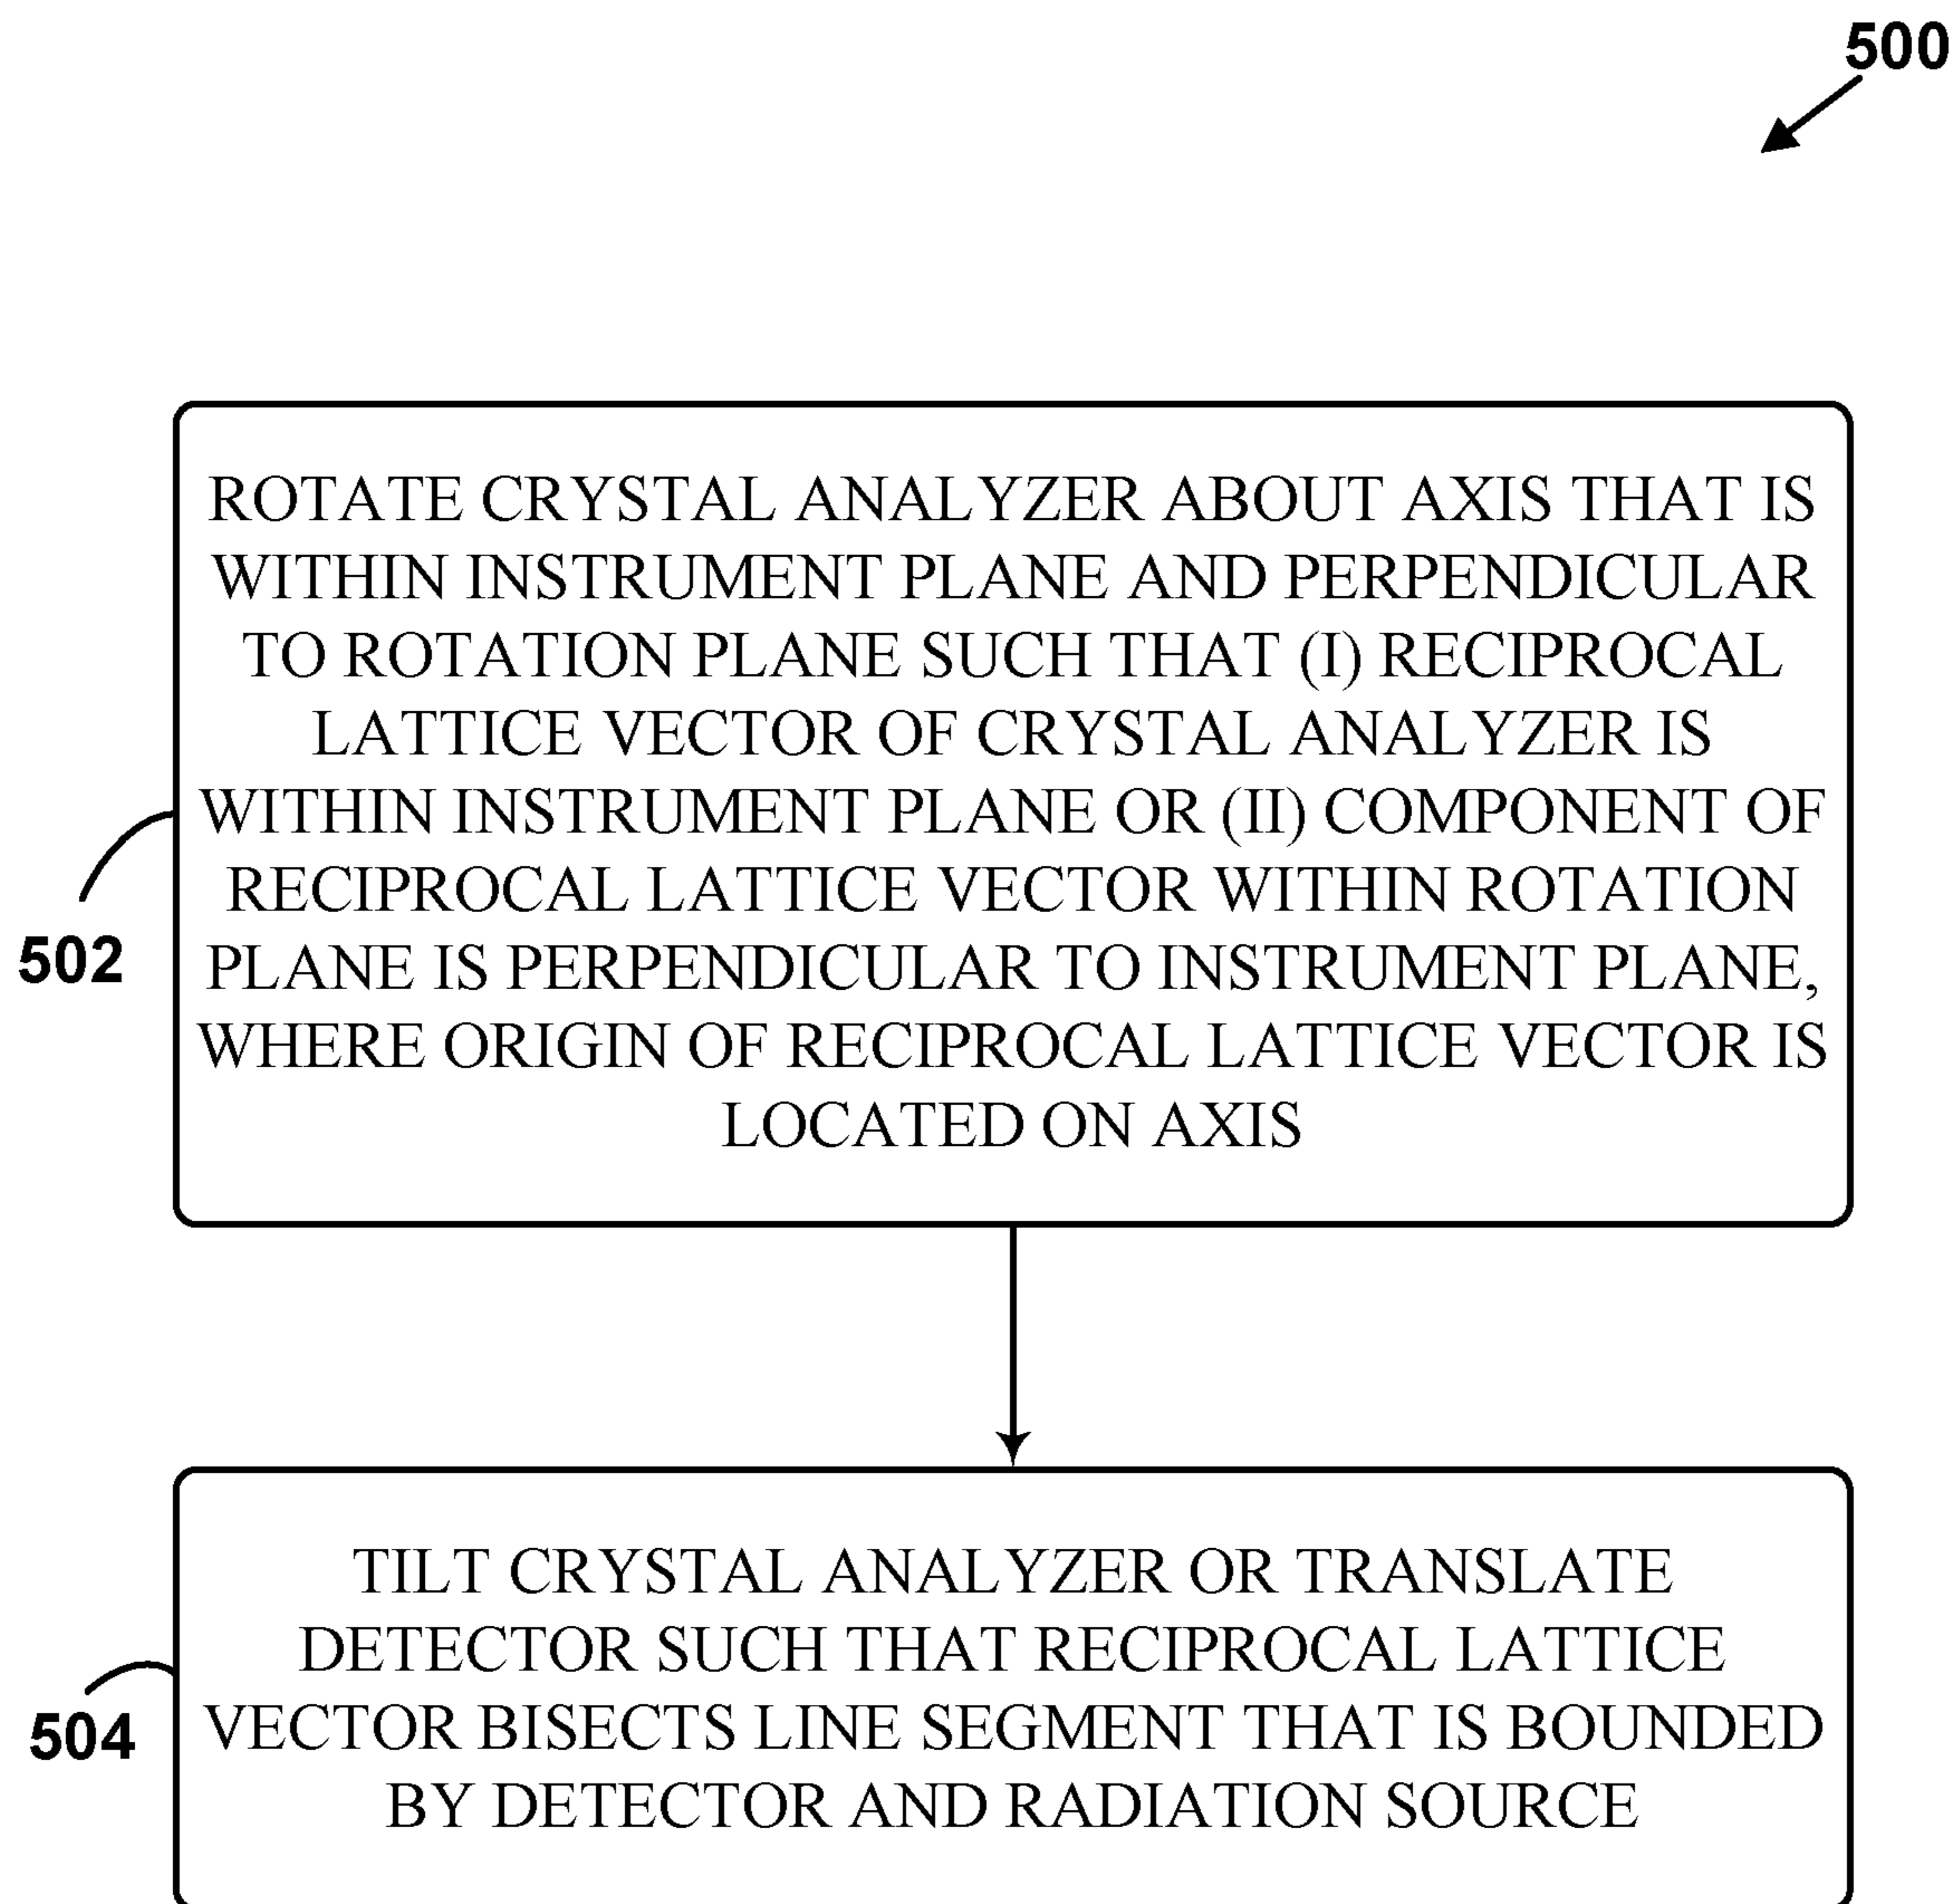 500
ROTATE CRYSTAL ANALYZER ABOUT AXIS THAT IS
WITHIN INSTRUMENT PLANE AND PERPENDICULAR
TO ROTATION PLANE SUCH THAT (I) RECIPROCAL
LATTICE VECTOR OF CRYSTAL ANALYZER IS
WITHIN INSTRUMENT PLANE OR (II) COMPONENT OF
RECIPROCAL LATTICE VECTOR WITHIN ROTATION
PLANE IS PERPENDICULAR TO INSTRUMENT PLANE,
WHERE ORIGIN OF RECIPROCAL LATTICE VECTOR IS
LOCATED ON AXIS
502
TILT CRYSTAL ANALYZER OR TRANSLATE
DETECTOR SUCH THAT RECIPROCAL LATTICE
VECTOR BISECTS LINE SEGMENT THAT IS BOUNDED
BY DETECTOR AND RADIATION SOURCE
504